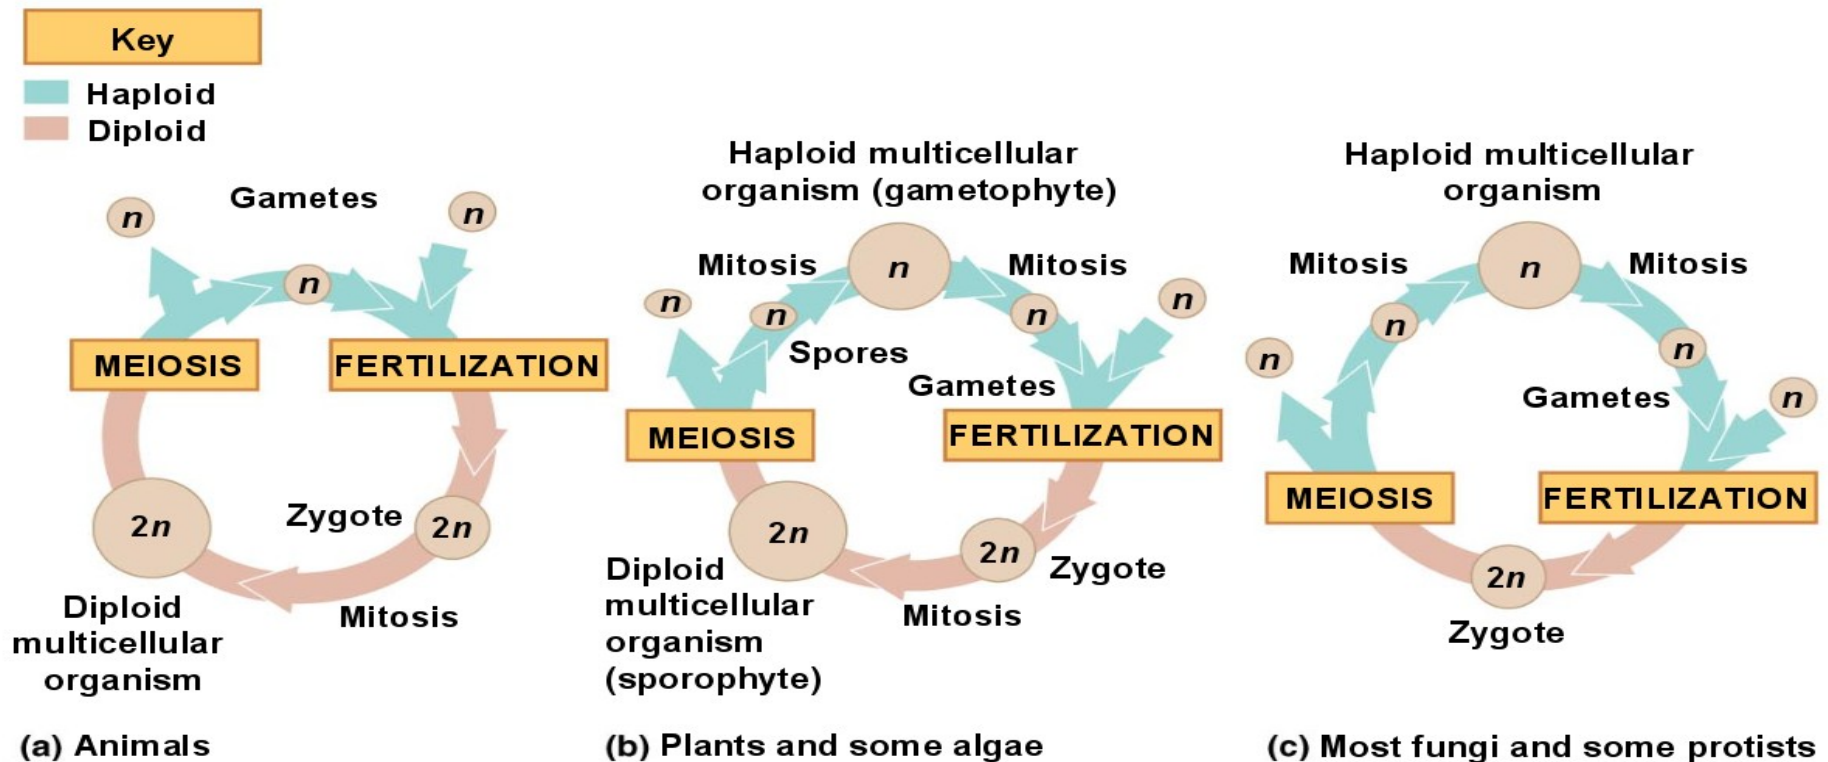 Key
Haploid
Diploid
Gametes
n
n
n
MEIOSIS
FERTILIZATION
2n
Zygote
2n
Diploid
multicellular
organism
Mitosis
(a) Animals
Haploid multicellular
organism (gametophyte)
Mitosis
n
Mitosis
n
n
n
n
Spores
Gametes
MEIOSIS
FERTILIZATION
2n
2n
Zygote
Diploid
multicellular
organism
(sporophyte)
Mitosis
(b) Plants and some algae
Haploid multicellular
organism
Mitosis
n
Mitosis
n
n
n
n
Gametes
MEIOSIS
FERTILIZATION
2n
Zygote
(c) Most fungi and some protists